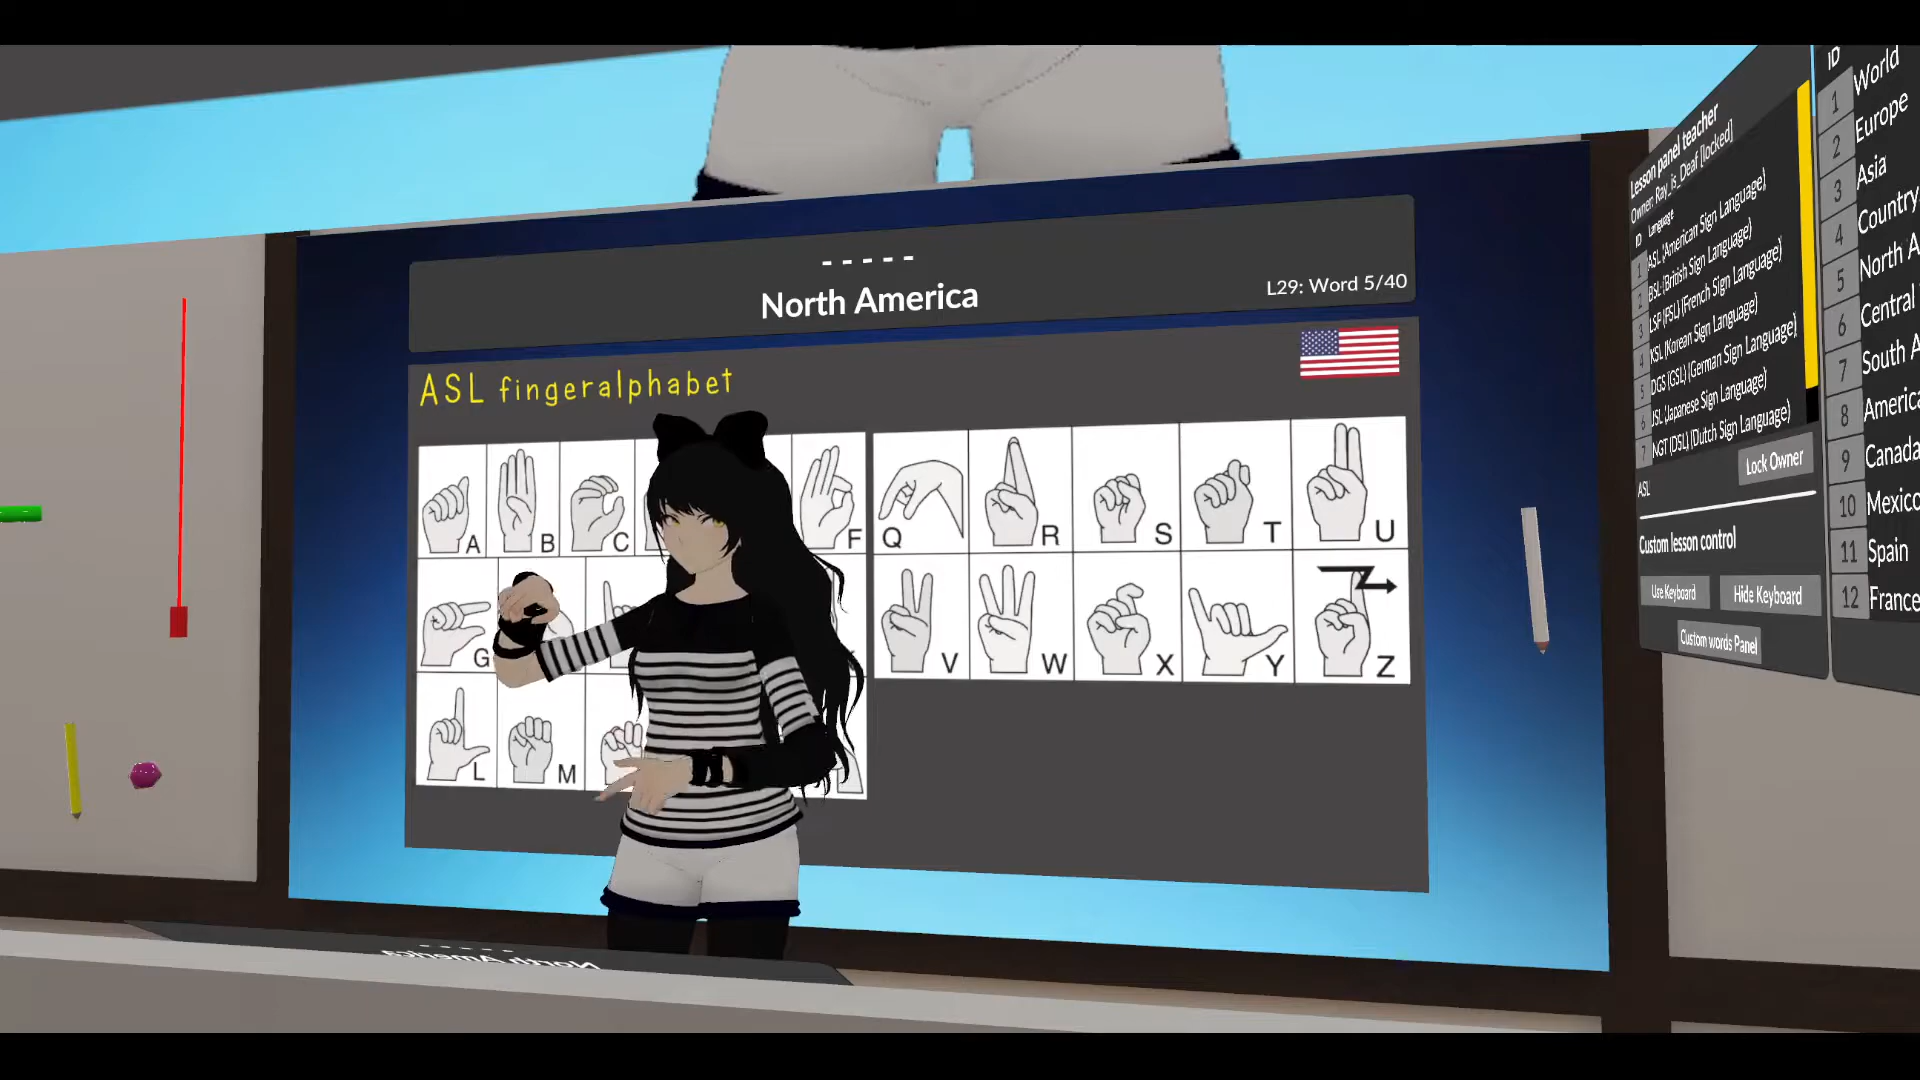 - - - - -
North America
L29: Word 5/40
ASL fingeralphabet
A B C F
G
L M
Q R S T U
V W X Y Z
Lesson panel teacher
Owner: Ray_is_Deaf [locked]
ID Language
1 ASL (American Sign Language)
2 BSL (British Sign Language)
3 LSF (FSL) (French Sign Language)
4 KSL (Korean Sign Language)
5 DGS (GSL) (German Sign Language)
6 JSL (Japanese Sign Language)
7 NGT (DSL) (Dutch Sign Language)
Lock Owner
ASL
Custom lesson control
Use Keyboard
Hide Keyboard
Custom words Panel
ID
1 World
2 Europe
3 Asia
4 Country
5 North A
6 Central
7 South A
8 America
9 Canada
10 Mexico
11 Spain
12 France
- - - - -
North America